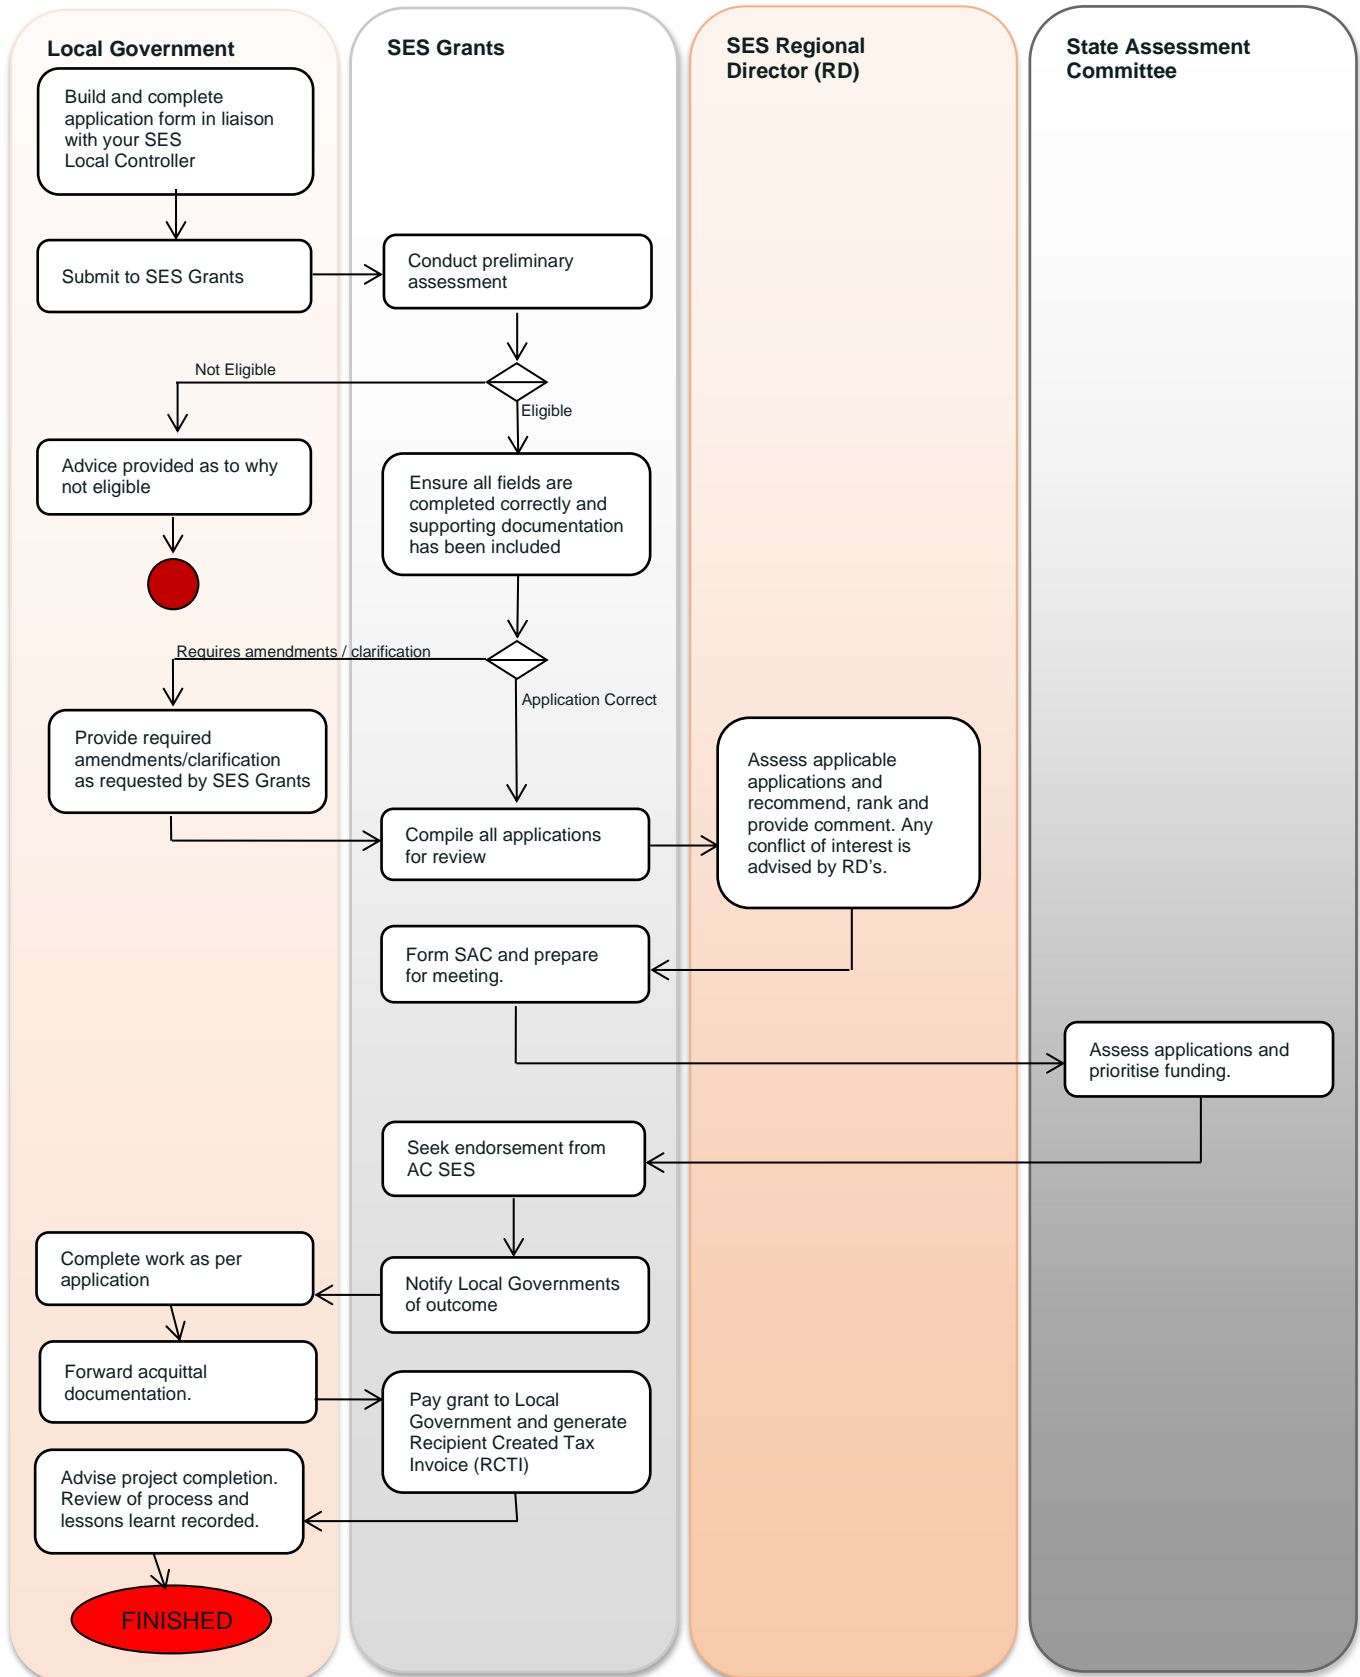 Local Government
SES Grants
SES Regional
Director (RD)
State Assessment
Committee
Build and complete
application form in liaison
with your SES
Local Controller
Submit to SES Grants
Conduct preliminary
assessment
Not Eligible
Eligible
Advice provided as to why
not eligible
Ensure all fields are
completed correctly and
supporting documentation
has been included
Requires amendments / clarification
Application Correct
Provide required
amendments/clarification
as requested by SES Grants
Compile all applications
for review
Assess applicable
applications and
recommend, rank and
provide comment. Any
conflict of interest is
advised by RD's.
Form SAC and prepare
for meeting.
Assess applications and
prioritise funding.
Seek endorsement from
AC SES
Notify Local Governments
of outcome
Complete work as per
application
Forward acquittal
documentation.
Pay grant to Local
Government and generate
Recipient Created Tax
Invoice (RCTI)
Advise project completion.
Review of process and
lessons learnt recorded.
FINISHED